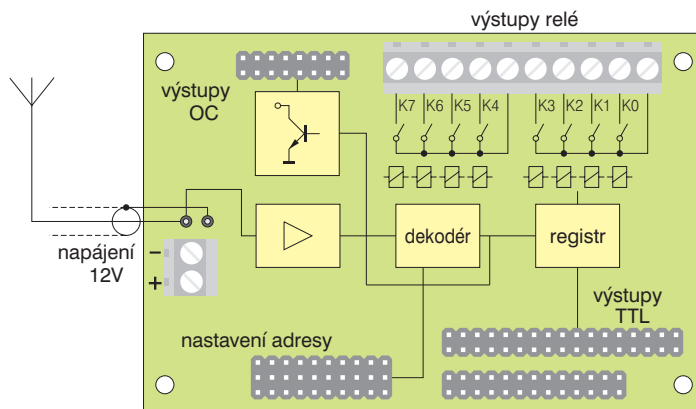 výstupy relé
výstupy
OC
K7 K6 K5 K4 K3 K2 K1 K0
napájení
12V
-
+
dekodér
registr
výstupy
TTL
nastavení adresy